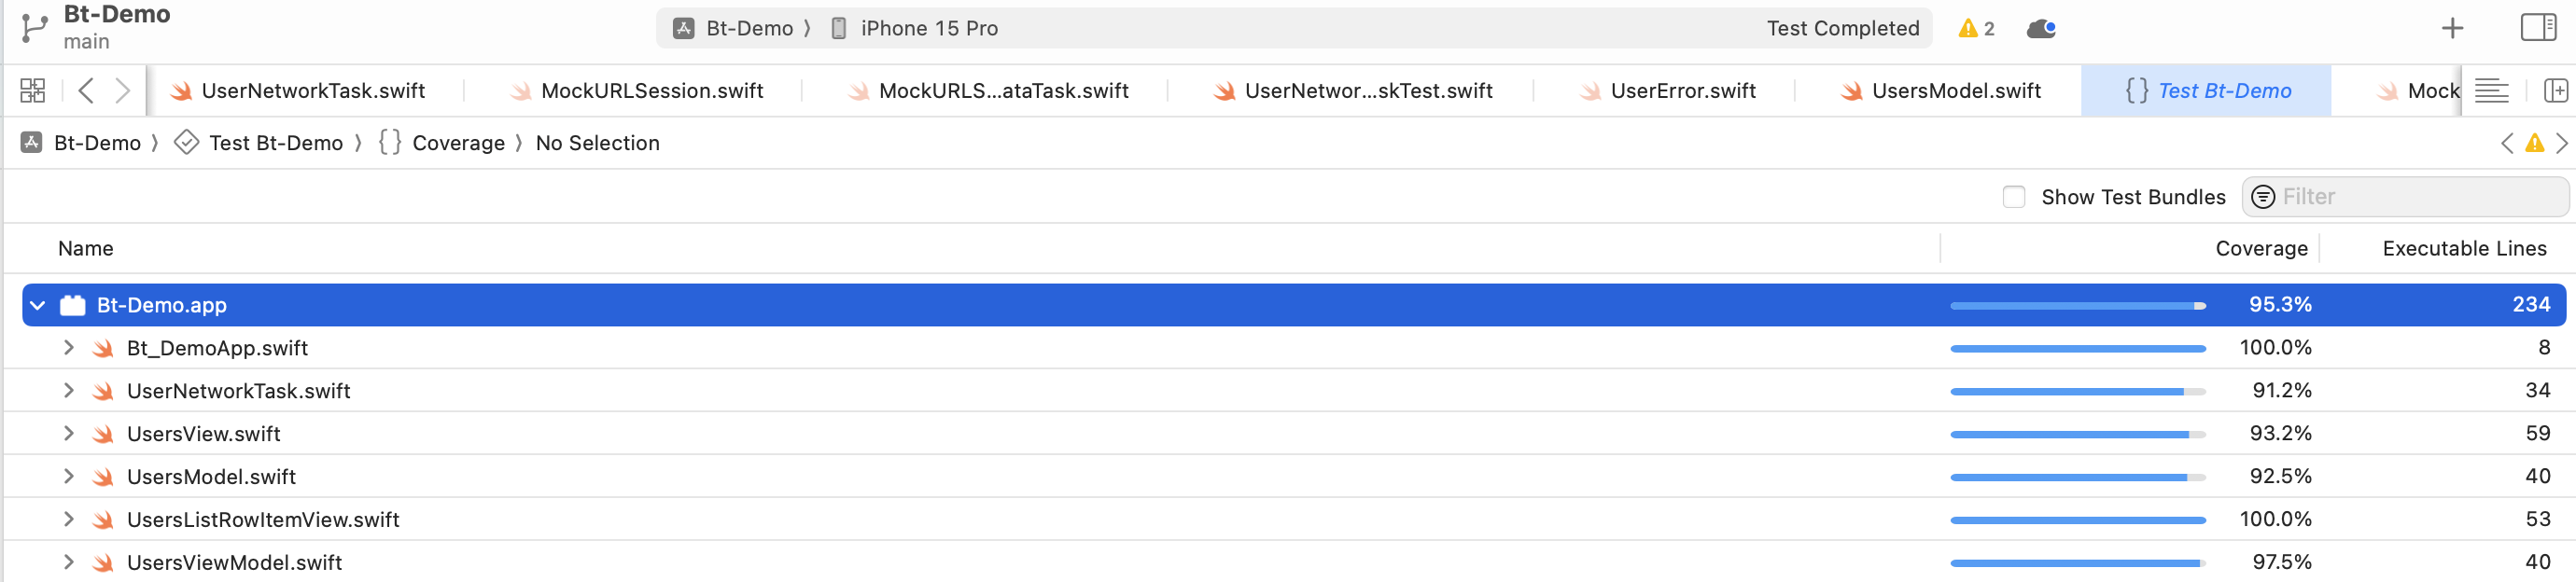 Bt-Demo
main
Bt-Demo 〉 iPhone 15 Pro
Test Completed
2
UserNetworkTask.swift
MockURLSession.swift
MockURLS...ataTask.swift
UserNetwor...skTest.swift
UserError.swift
UsersModel.swift
{} Test Bt-Demo
Mock
Bt-Demo 〉 Test Bt-Demo 〉 {} Coverage 〉 No Selection
Show Test Bundles
Filter
Name Coverage Executable Lines
Bt-Demo.app 95.3% 234
Bt_DemoApp.swift 100.0% 8
UserNetworkTask.swift 91.2% 34
UsersView.swift 93.2% 59
UsersModel.swift 92.5% 40
UsersListRowItemView.swift 100.0% 53
UsersViewModel.swift 97.5% 40